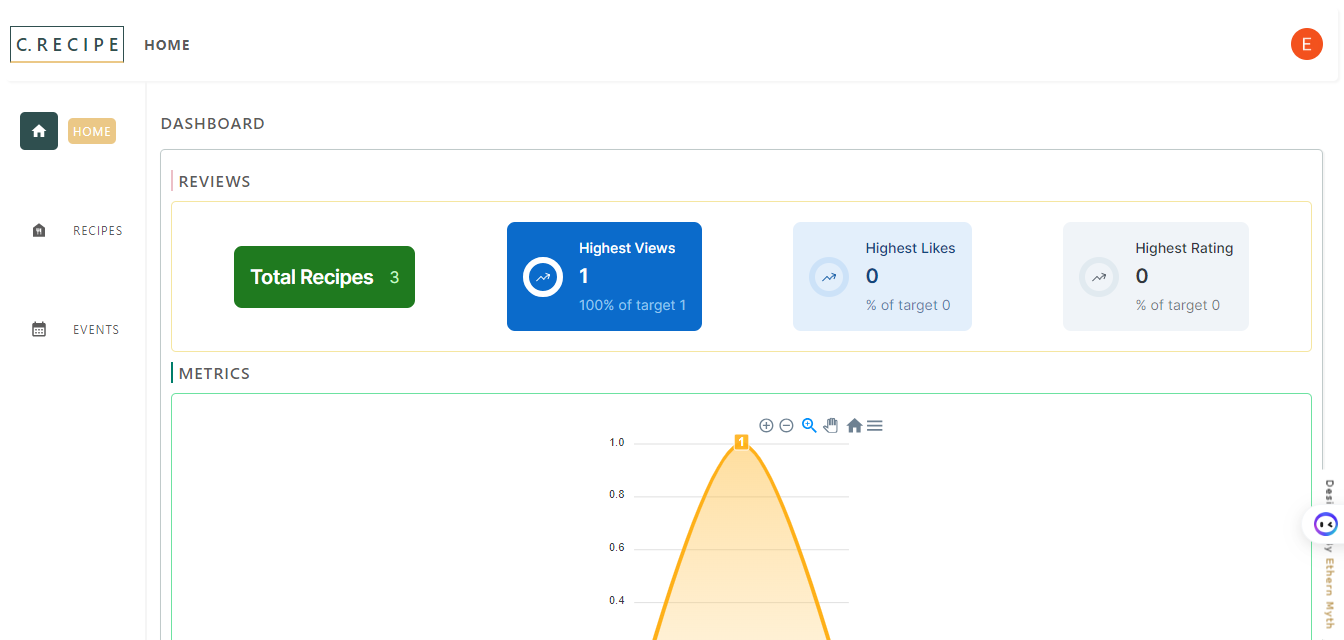 C. RECIPE
HOME
E
HOME
RECIPES
EVENTS
DASHBOARD
REVIEWS
Total Recipes 3
Highest Views
1
100% of target 1
Highest Likes
0
% of target 0
Highest Rating
0
% of target 0
METRICS
1
1.0
0.8
0.6
0.4
Ethern Myth